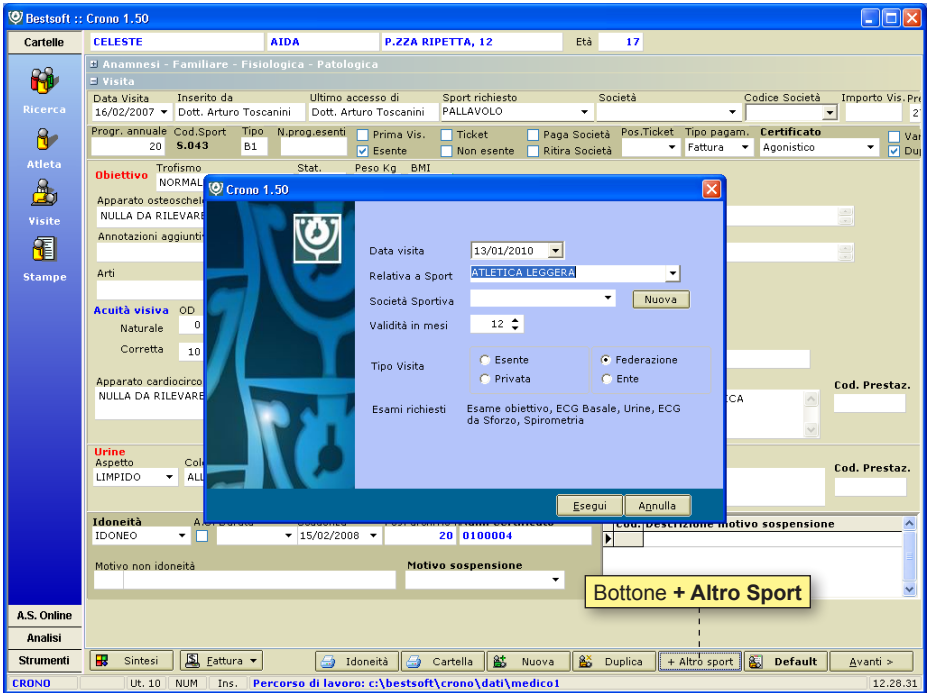 Bestsoft :: Crono 1.50
Cartelle CELESTE AIDA P.ZZA RIPETTA, 12 Età 17
Anamnesi - Familiare - Fisiologica - Patologica
Visita
Data Visita Inserito da Ultimo accesso di Sport richiesto Società Codice Società Importo Vis. Pre
16/02/2007 Dott. Arturo Toscanini Dott. Arturo Toscanini PALLAVOLO
Ricerca
Progr. annuale Cod.Sport Tipo N.prog.esenti Prima Vis. Ticket Paga Società Pos.Ticket Tipo pagam. Certificato Var
20 S.043 B1 Esente Non esente Ritira Società Fattura Agonistico Dup
Atleta
Obiettivo Trofismo Stat. Peso Kg BMI
NORMAL
Crono 1.50
Apparato osteoschele
NULLA DA RILEVARE
Visite
Annotazioni aggiunti
Data visita 13/01/2010
Stampe
Arti
Relativa a Sport ATLETICA LEGGERA
Società Sportiva Nuova
Acuità visiva OD
Naturale 0
Validità in mesi 12
Corretta 10
Tipo Visita Esente Federazione
Privata Ente
Apparato cardiocirco
NULLA DA RILEVARE
CA
Cod. Prestaz.
Esami richiesti Esame obiettivo, ECG Basale, Urine, ECG
da Sforzo, Spirometria
Urine
Aspetto Col
LIMPIDO ALL
Cod. Prestaz.
Esegui Annulla
Idoneità
Cod. Descrizione motivo sospensione
IDONEO 15/02/2008 20 0100004
Motivo non idoneità Motivo sospensione
Bottone + Altro Sport
A.S. Online
Analisi
Strumenti Sintesi Fattura Idoneità Cartella Nuova Duplica + Altro sport Default Avanti >
CRONO Ut. 10 NUM Ins. Percorso di lavoro: c:\bestsoft\crono\dati\medico1 12.28.31